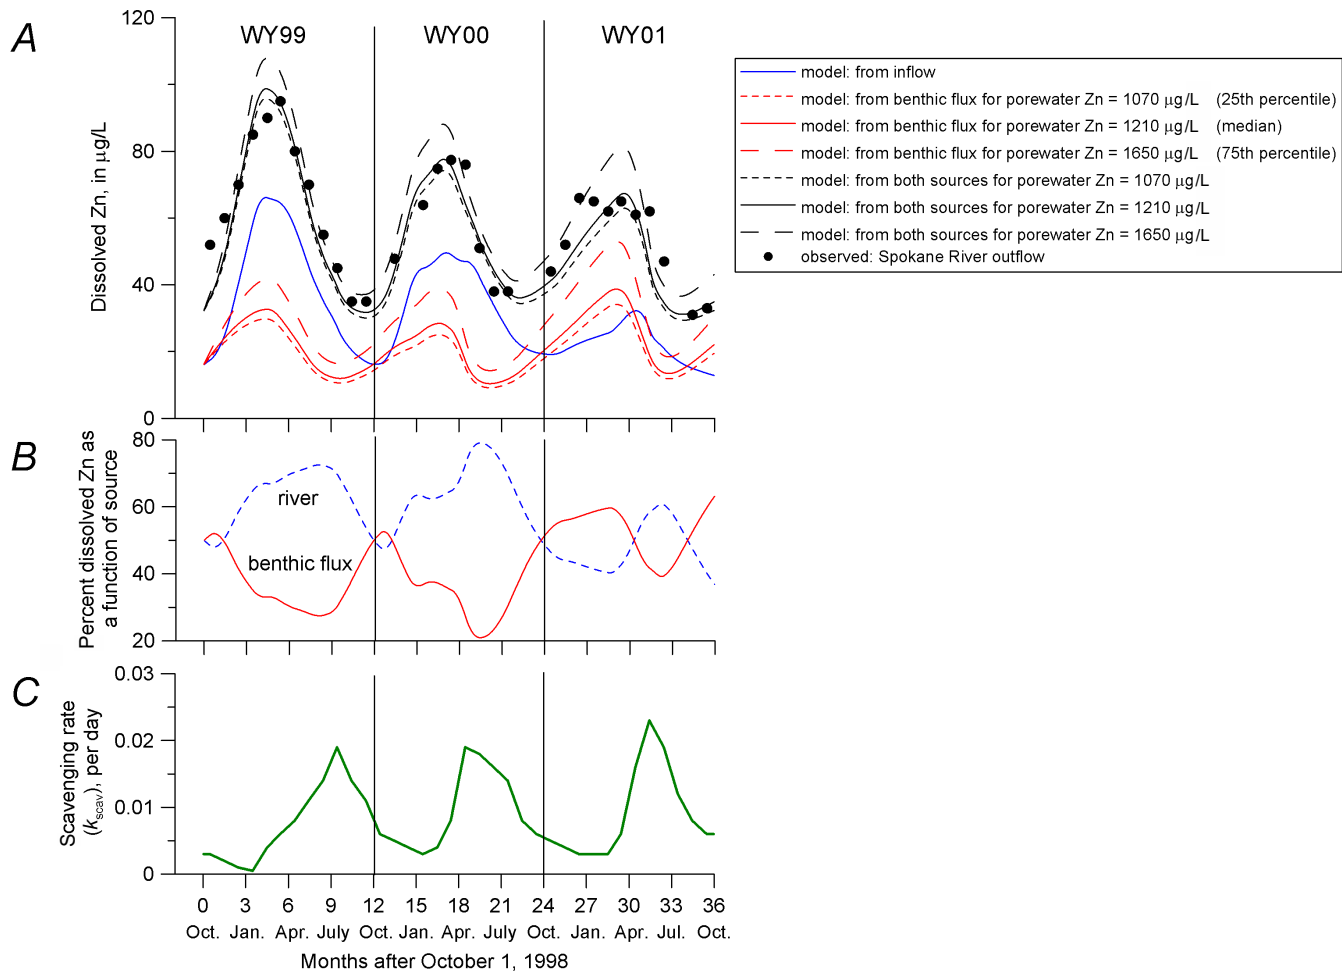 A
120
80
40
0
Dissolved Zn, in µg/L
WY99
WY00
WY01
model: from inflow
model: from benthic flux for porewater Zn = 1070 µg/L (25th percentile)
model: from benthic flux for porewater Zn = 1210 µg/L (median)
model: from benthic flux for porewater Zn = 1650 µg/L (75th percentile)
model: from both sources for porewater Zn = 1070 µg/L
model: from both sources for porewater Zn = 1210 µg/L
model: from both sources for porewater Zn = 1650 µg/L
observed: Spokane River outflow
B
80
60
40
20
Percent dissolved Zn as
a function of source
river
benthic flux
C
0.03
0.02
0.01
0
Scavenging rate
(kscav), per day
0 3 6 9 12 15 18 21 24 27 30 33 36
Oct. Jan. Apr. July Oct. Jan. Apr. July Oct. Jan. Apr. Jul. Oct.
Months after October 1, 1998